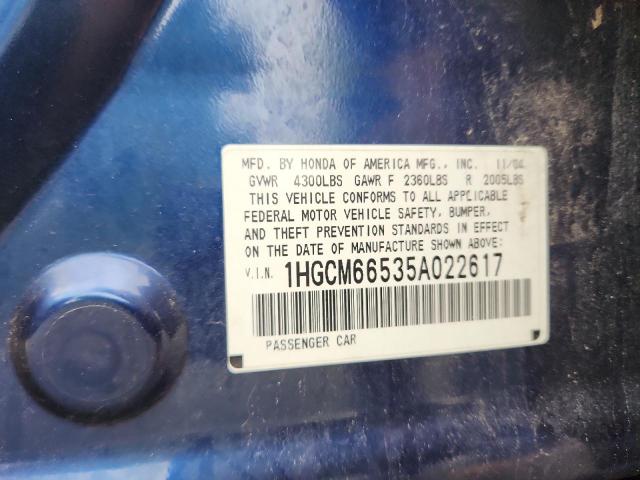 MFD. BY HONDA OF AMERICA MFG., INC. 11/04
GVWR 4300LBS GAWR F 2360LBS R 2005LBS
THIS VEHICLE CONFORMS TO ALL APPLICABLE
FEDERAL MOTOR VEHICLE SAFETY, BUMPER,
AND THEFT PREVENTION STANDARDS IN EFFECT
ON THE DATE OF MANUFACTURE SHOWN ABOVE:
V.I.N. 1HGCM66535A022617
PASSENGER CAR